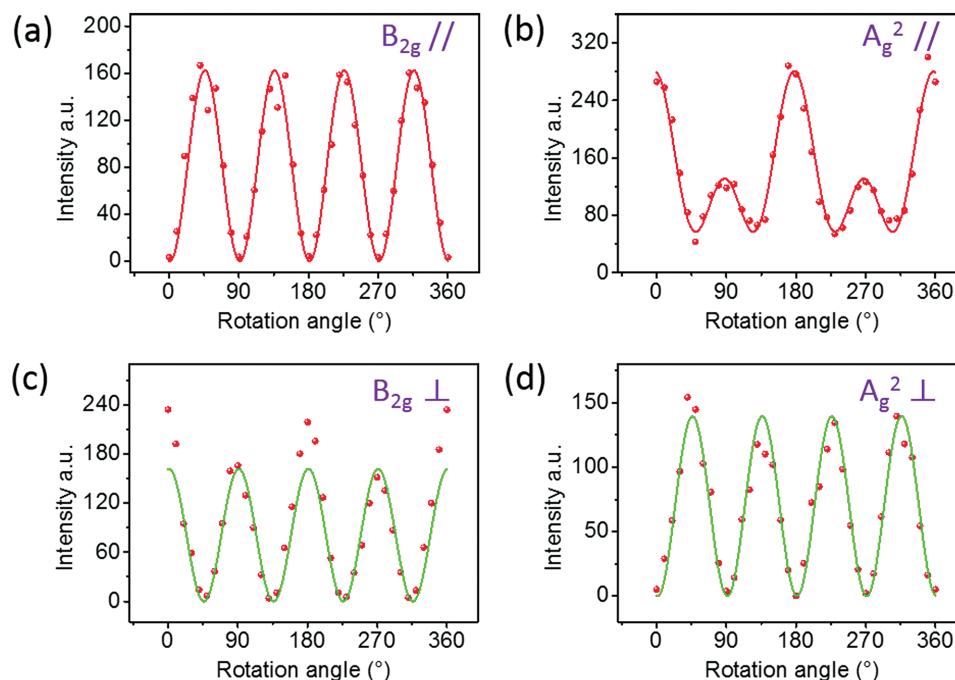 (a)
B2g //
Intensity a.u.
200
160
120
80
40
0
0 90 180 270 360
Rotation angle (°)
(b)
Ag2 //
Intensity a.u.
320
240
160
80
0
0 90 180 270 360
Rotation angle (°)
(c)
B2g ⊥
Intensity a.u.
240
180
120
60
0
0 90 180 270 360
Rotation angle (°)
(d)
Ag2 ⊥
Intensity a.u.
150
100
50
0
0 90 180 270 360
Rotation angle (°)